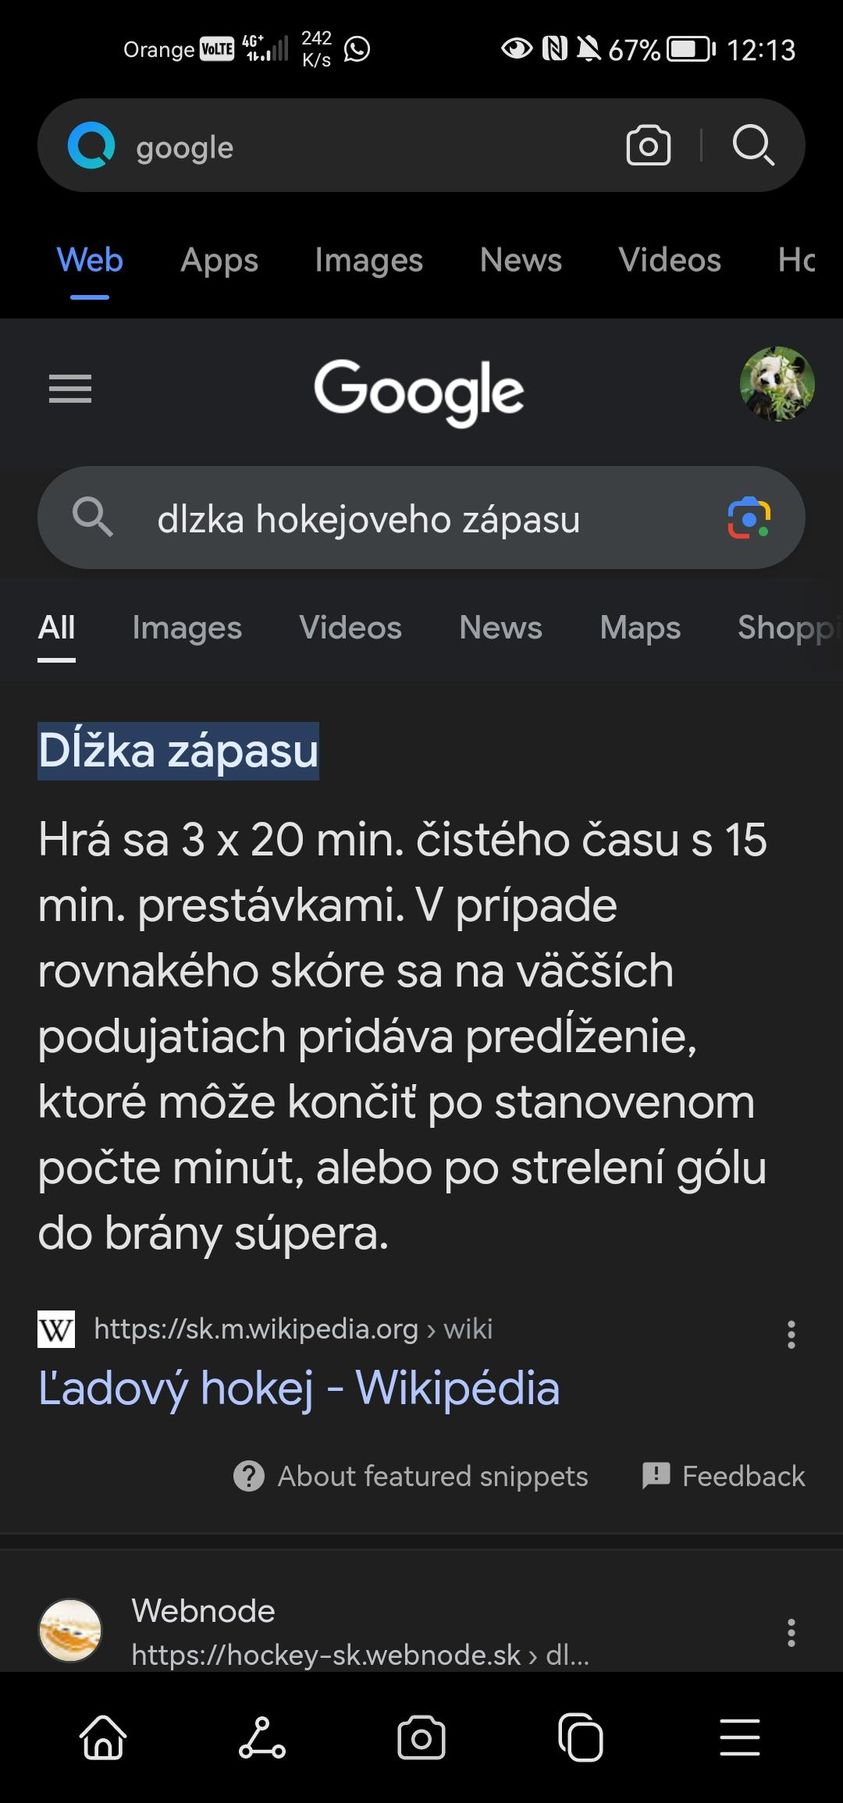 Orange VoLTE 4G+ 242 K/s 67% 12:13
google
Web Apps Images News Videos Ho
Google
dlzka hokejoveho zápasu
All Images Videos News Maps Shoppi
Dĺžka zápasu
Hrá sa 3 x 20 min. čistého času s 15
min. prestávkami. V prípade
rovnakého skóre sa na väčších
podujatiach pridáva predĺženie,
ktoré môže končiť po stanovenom
počte minút, alebo po strelení gólu
do brány súpera.
W https://sk.m.wikipedia.org › wiki
Ľadový hokej - Wikipédia
About featured snippets Feedback
Webnode
https://hockey-sk.webnode.sk › dl...